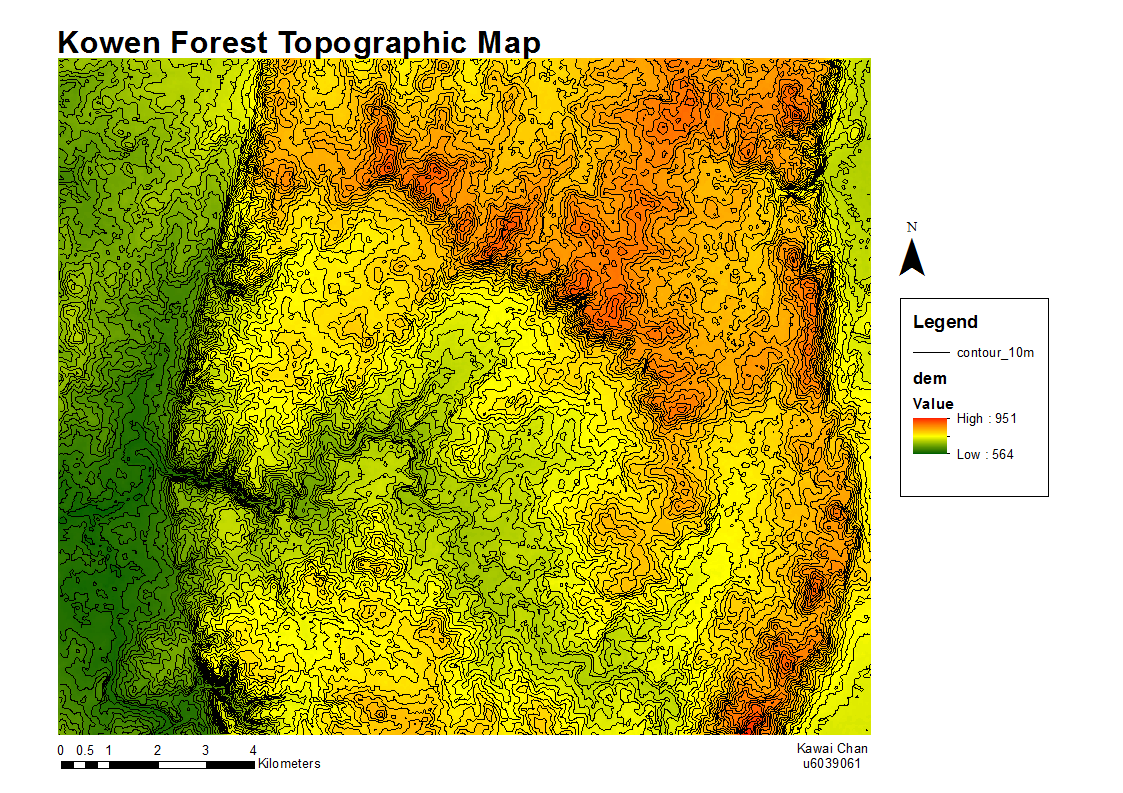 Kowen Forest Topographic Map
N
Legend
contour_10m
dem
Value
High : 951
Low : 564
0 0.5 1 2 3 4
Kilometers
Kawai Chan
u6039061